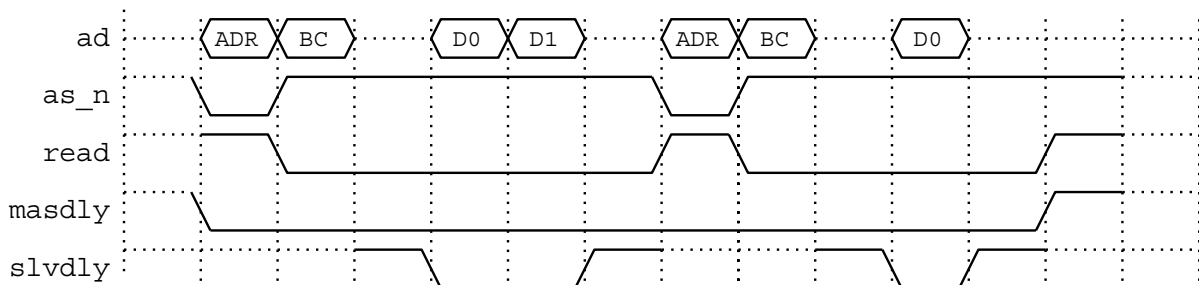 ad ADR BC D0 D1 ADR BC D0
as_n
read
masdly
slvdly